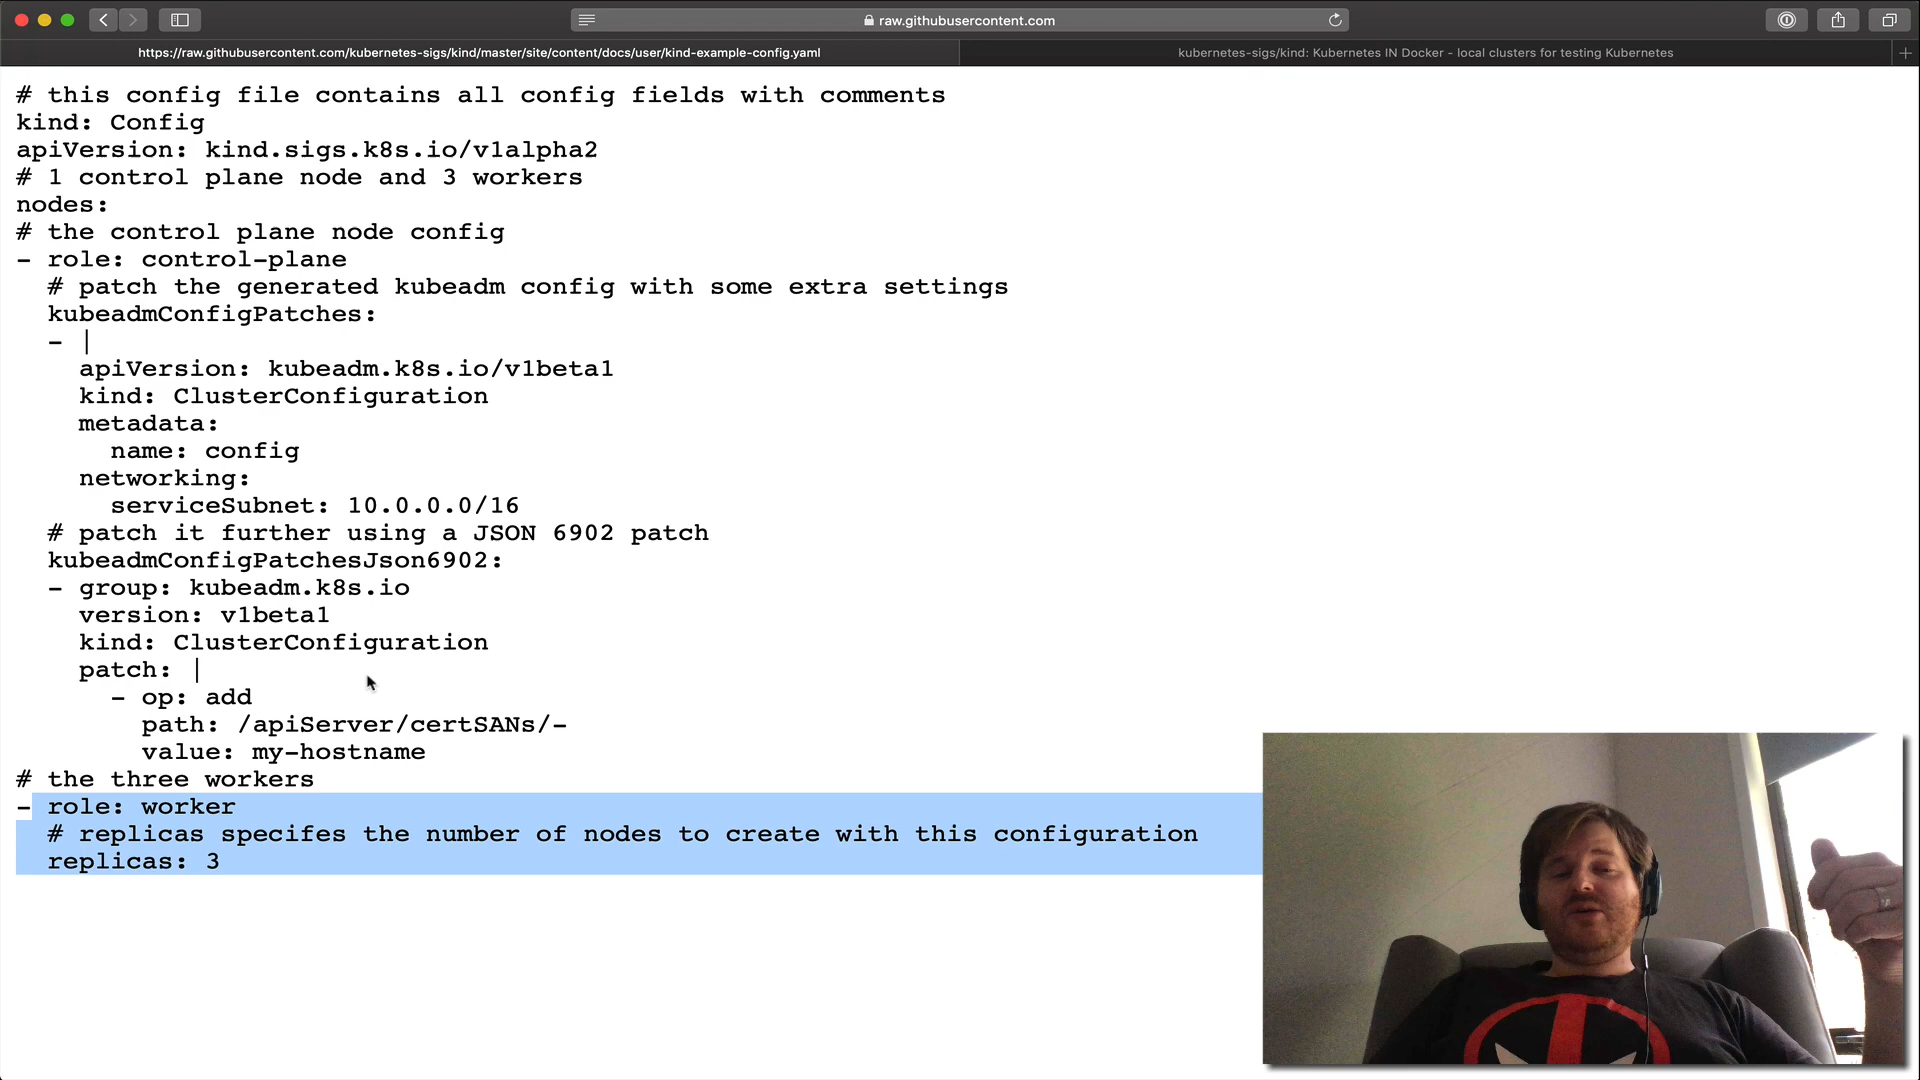 raw.githubusercontent.com
https://raw.githubusercontent.com/kubernetes-sigs/kind/master/site/content/docs/user/kind-example-config.yaml
kubernetes-sigs/kind: Kubernetes IN Docker - local clusters for testing Kubernetes
# this config file contains all config fields with comments
kind: Config
apiVersion: kind.sigs.k8s.io/v1alpha2
# 1 control plane node and 3 workers
nodes:
# the control plane node config
- role: control-plane
  # patch the generated kubeadm config with some extra settings
  kubeadmConfigPatches:
  - |
    apiVersion: kubeadm.k8s.io/v1beta1
    kind: ClusterConfiguration
    metadata:
      name: config
    networking:
      serviceSubnet: 10.0.0.0/16
  # patch it further using a JSON 6902 patch
  kubeadmConfigPatchesJson6902:
  - group: kubeadm.k8s.io
    version: v1beta1
    kind: ClusterConfiguration
    patch: |
      - op: add
        path: /apiServer/certSANs/-
        value: my-hostname
# the three workers
- role: worker
  # replicas specifes the number of nodes to create with this configuration
  replicas: 3